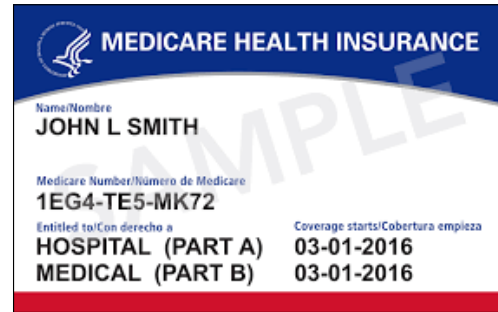 MEDICARE HEALTH INSURANCE
Name/Nombre
JOHN L SMITH
Medicare Number/Número de Medicare
1EG4-TE5-MK72
Entitled to/Con derecho a Coverage starts/Cobertura empieza
HOSPITAL (PART A) 03-01-2016
MEDICAL (PART B) 03-01-2016
SAMPLE